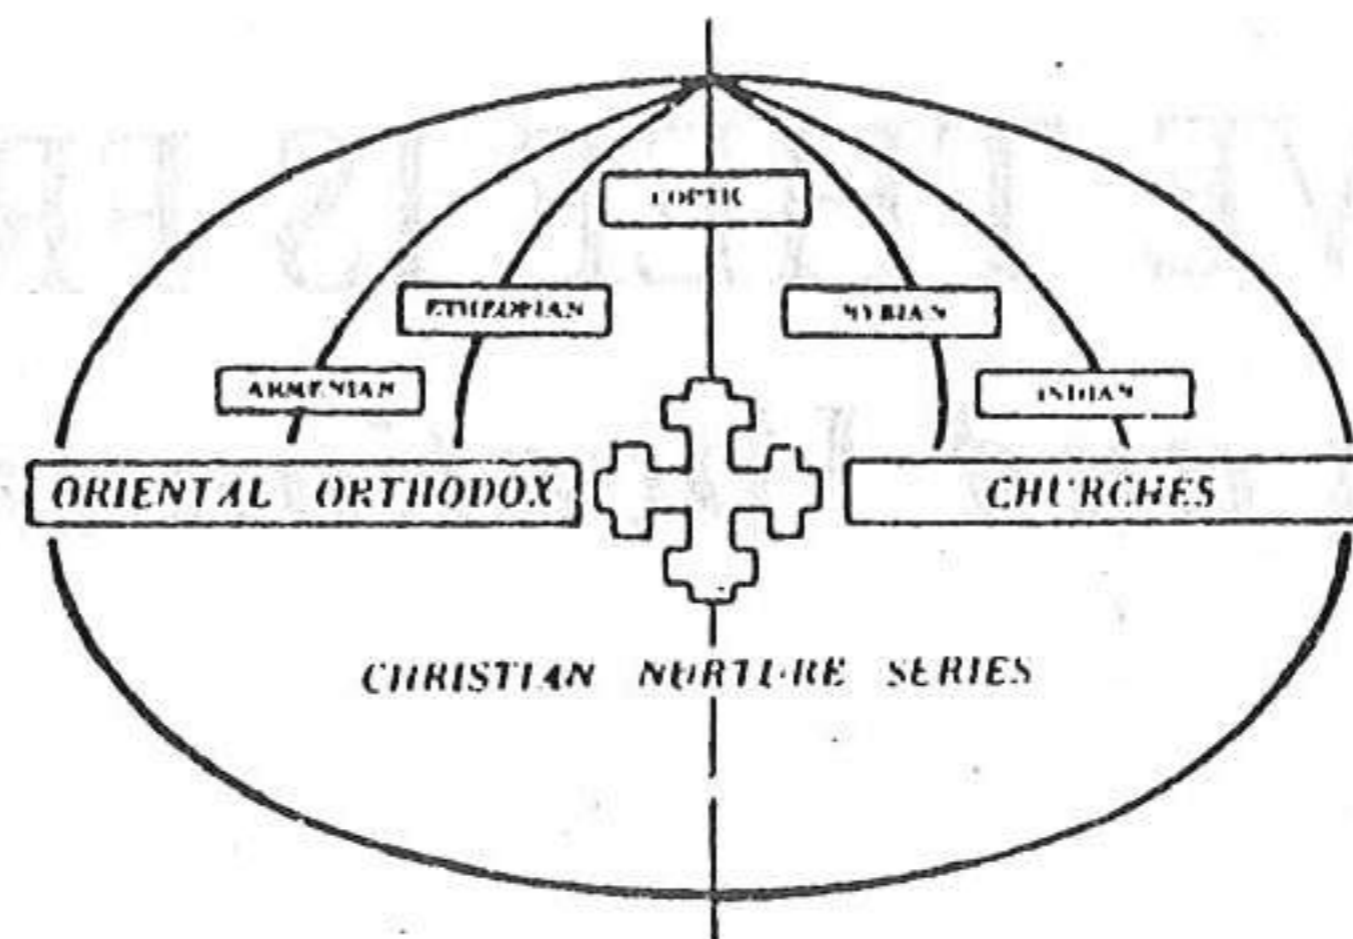 COPTIC
ETHIOPIAN
SYRIAN
ARMENIAN
INDIAN
ORIENTAL ORTHODOX
CHURCHES
CHRISTIAN NURTURE SERIES